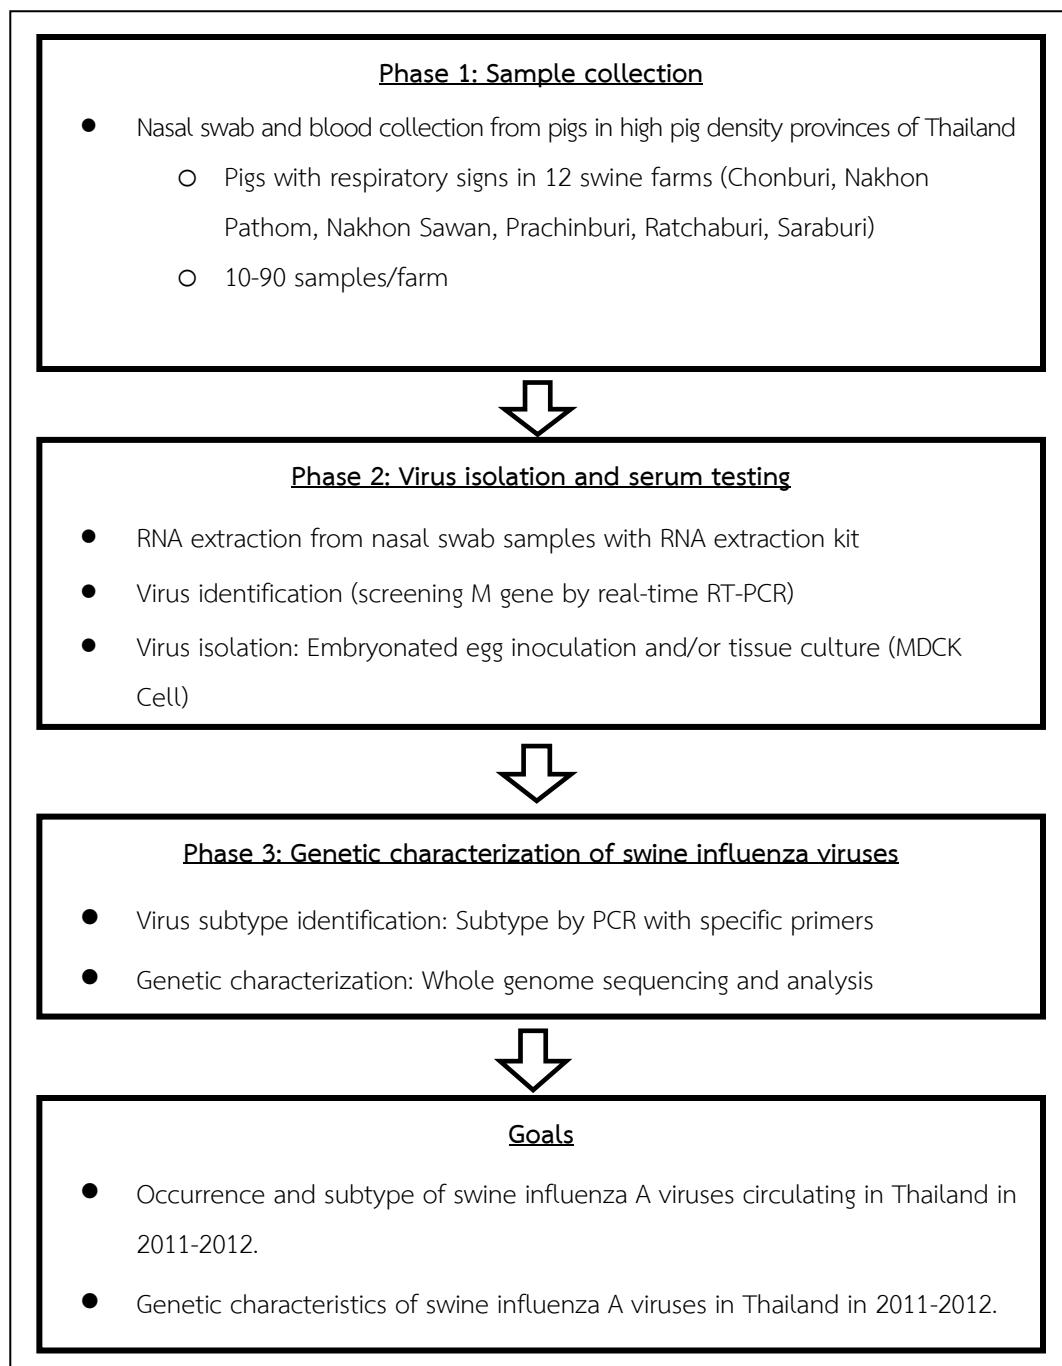 Phase 1: Sample collection
● Nasal swab and blood collection from pigs in high pig density provinces of Thailand
o Pigs with respiratory signs in 12 swine farms (Chonburi, Nakhon
Pathom, Nakhon Sawan, Prachinburi, Ratchaburi, Saraburi)
o 10-90 samples/farm
Phase 2: Virus isolation and serum testing
● RNA extraction from nasal swab samples with RNA extraction kit
● Virus identification (screening M gene by real-time RT-PCR)
● Virus isolation: Embryonated egg inoculation and/or tissue culture (MDCK
Cell)
Phase 3: Genetic characterization of swine influenza viruses
● Virus subtype identification: Subtype by PCR with specific primers
● Genetic characterization: Whole genome sequencing and analysis
Goals
● Occurrence and subtype of swine influenza A viruses circulating in Thailand in
2011-2012.
● Genetic characteristics of swine influenza A viruses in Thailand in 2011-2012.